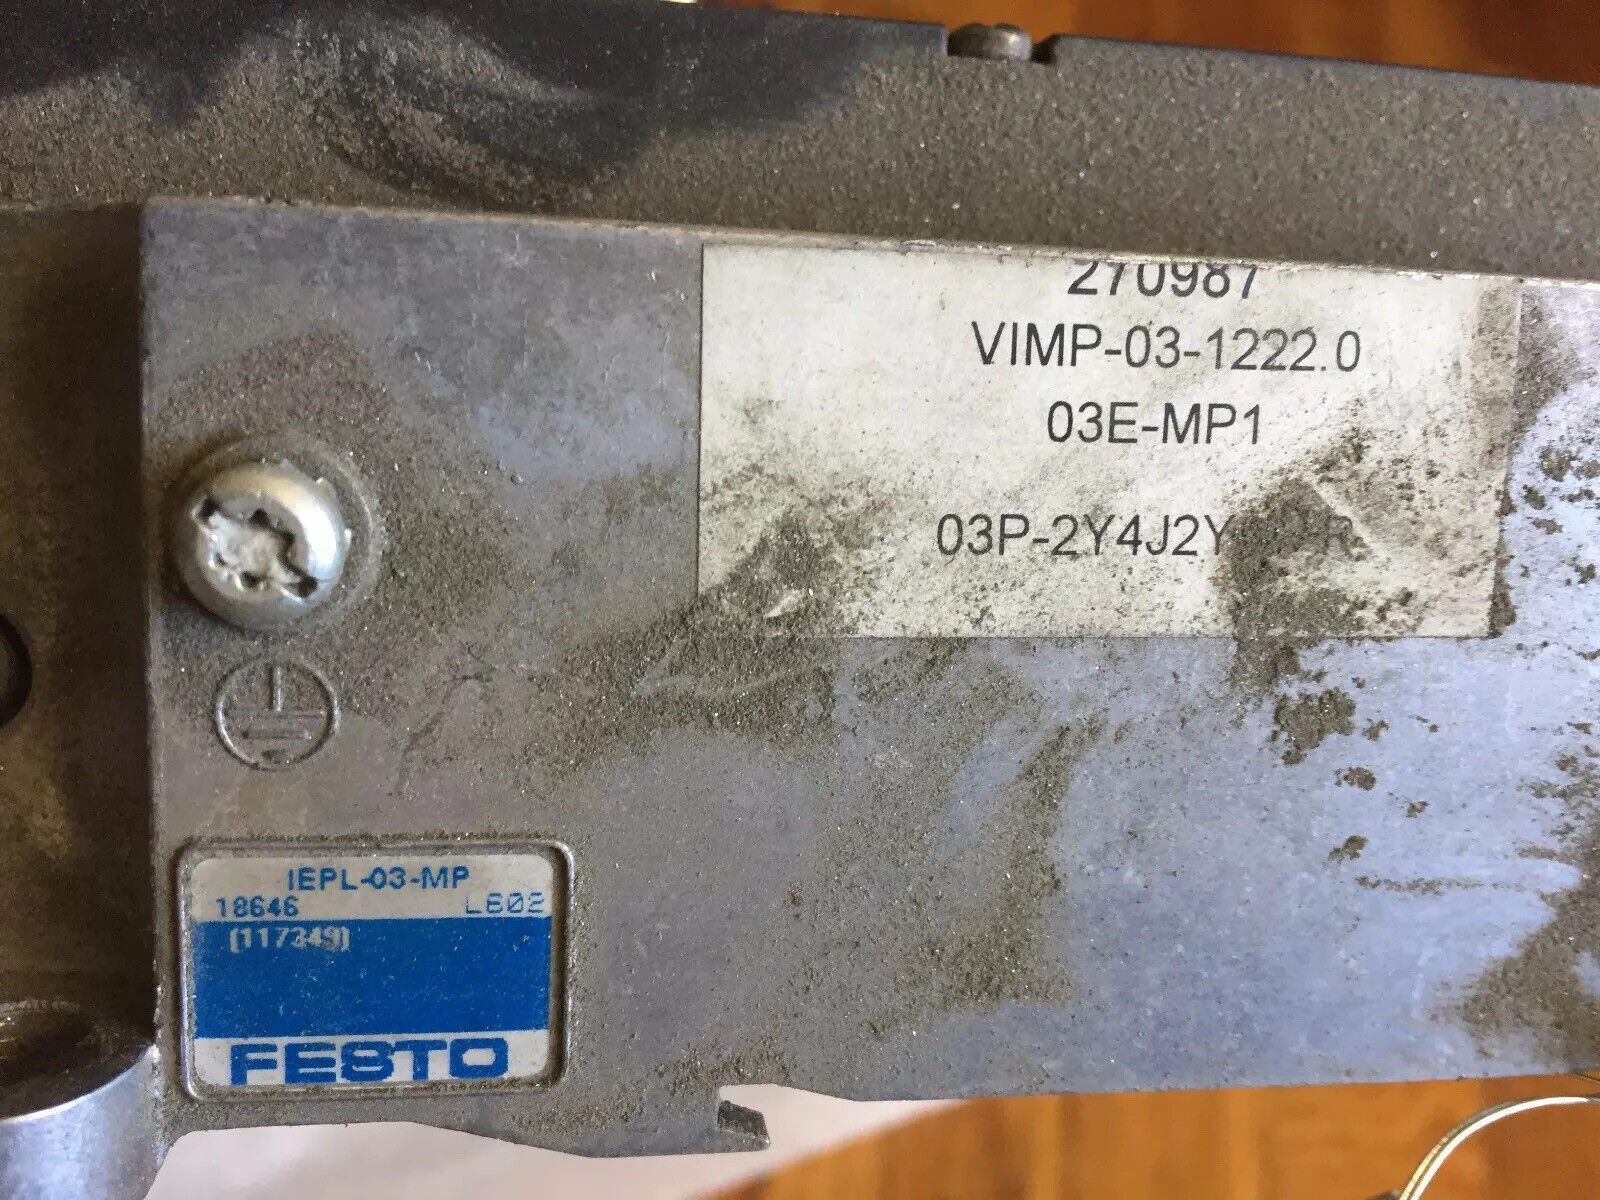 270987
VIMP-03-1222.0
03E-MP1
03P-2Y4J2Y
IEPL-03-MP
18646 L602
(117349)
FESTO